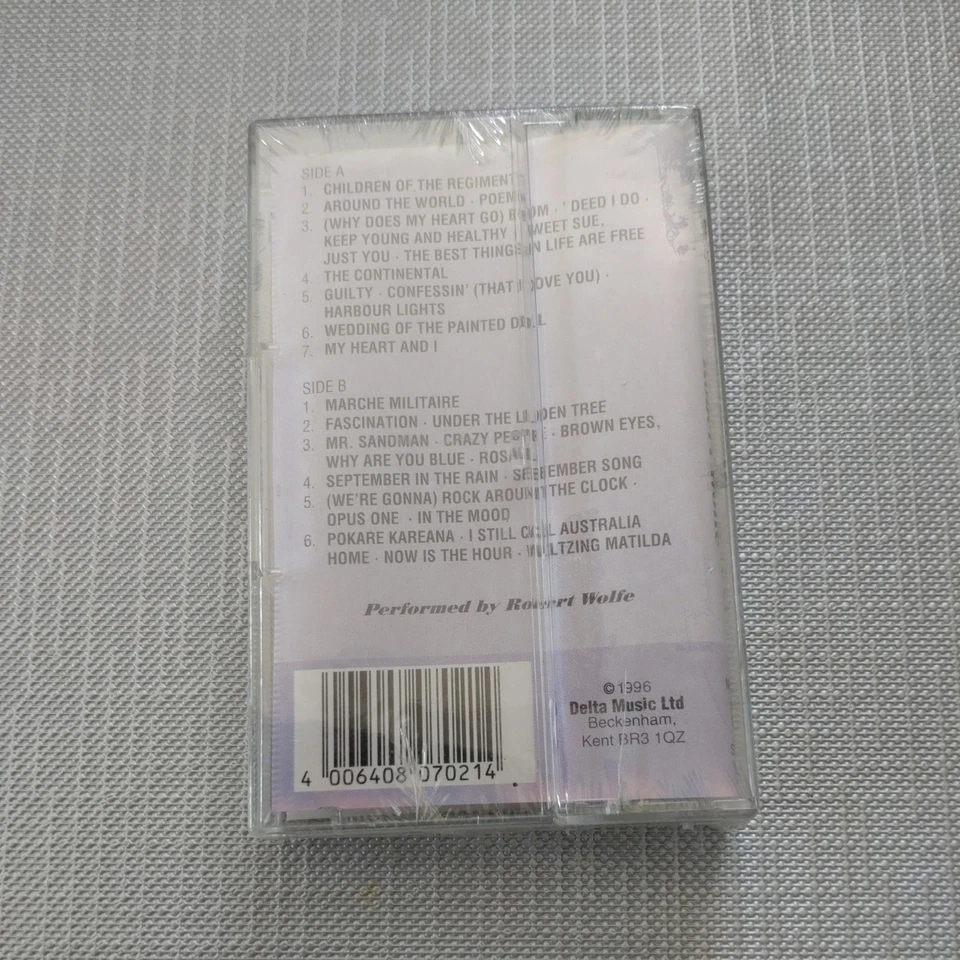 SIDE A
1. CHILDREN OF THE REGIMENT
2. AROUND THE WORLD · POEM
3. (WHY DOES MY HEART GO) BOOM · ' DEED I DO ·
KEEP YOUNG AND HEALTHY · SWEET SUE,
JUST YOU · THE BEST THINGS IN LIFE ARE FREE
4. THE CONTINENTAL
5. GUILTY · CONFESSIN' (THAT I LOVE YOU) ·
HARBOUR LIGHTS
6. WEDDING OF THE PAINTED DOLL
7. MY HEART AND I
SIDE B
1. MARCHE MILITAIRE
2. FASCINATION · UNDER THE LINDEN TREE
3. MR. SANDMAN · CRAZY PEOPLE · BROWN EYES,
WHY ARE YOU BLUE ·
4. SEPTEMBER IN THE RAIN · SEPTEMBER SONG
5. (WE'RE GONNA) ROCK AROUND THE CLOCK ·
OPUS ONE · IN THE MOOD
6. POKARE KAREANA · I STILL CALL AUSTRALIA
HOME · NOW IS THE HOUR · WALTZING MATILDA
Performed by Robert Wolfe
4 006408 070214
© 1996
Delta Music Ltd
Beckenham,
Kent BR3 1QZ